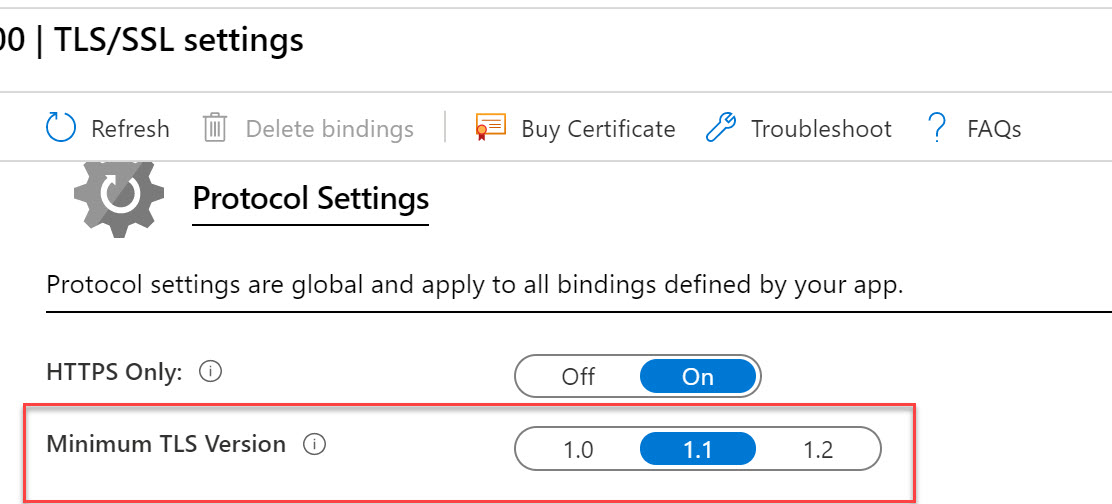 00 | TLS/SSL settings
Refresh Delete bindings Buy Certificate Troubleshoot ? FAQs
Protocol Settings
Protocol settings are global and apply to all bindings defined by your app.
HTTPS Only: i Off On
Minimum TLS Version i 1.0 1.1 1.2